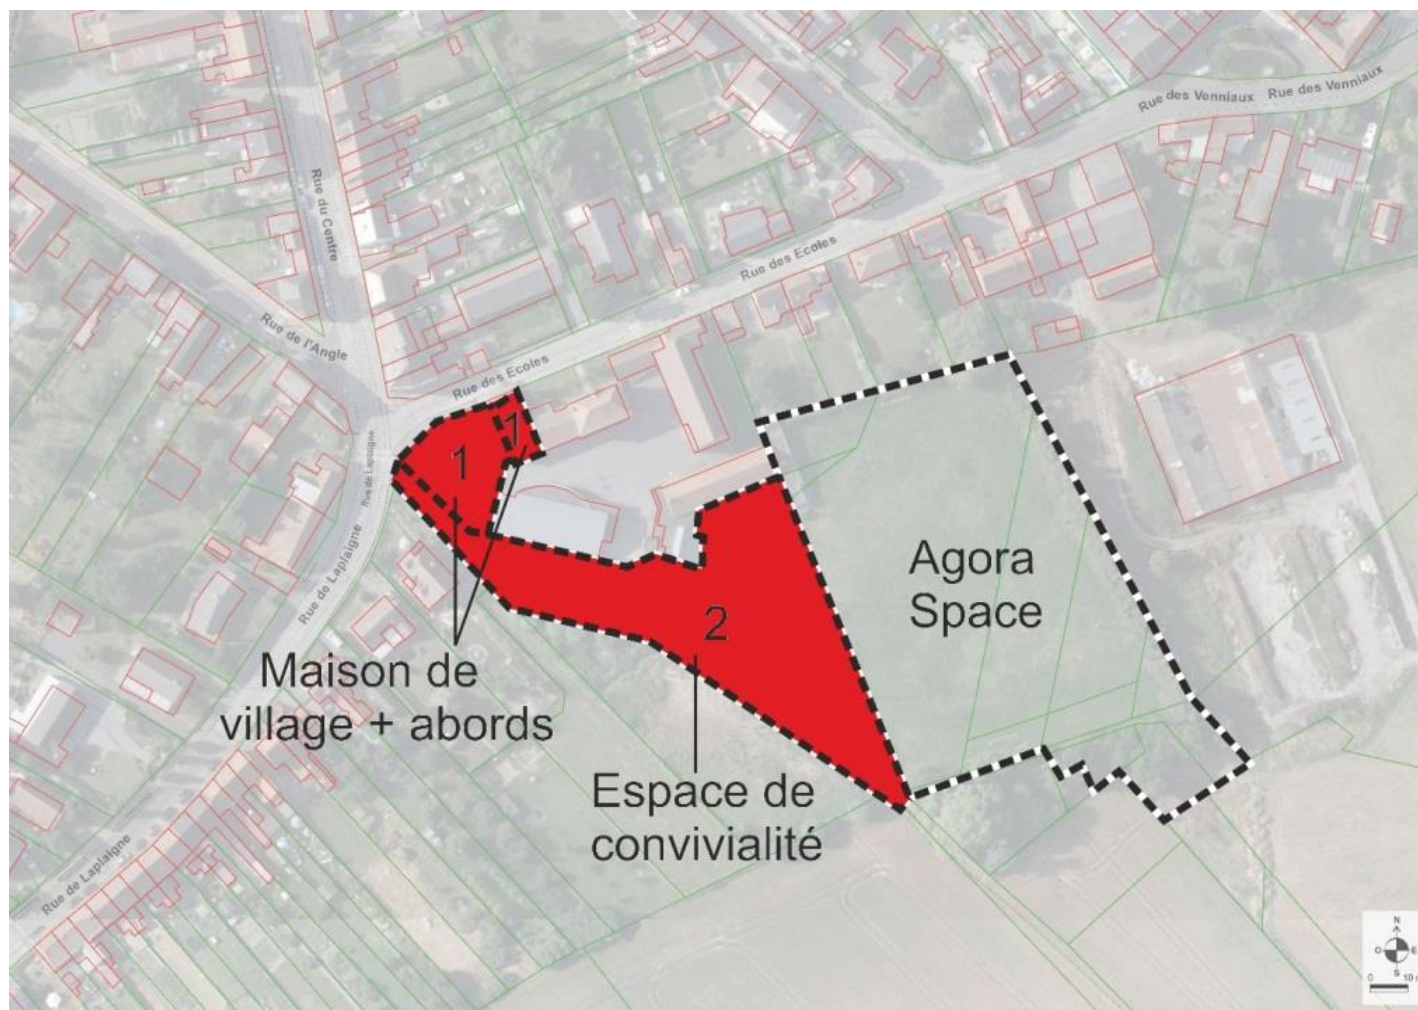 Rue des Venniaux
Rue des Venniaux
Rue du Centre
Rue des Ecoles
Rue de l'Angle
Rue des Ecoles
Rue de Laplaigne
1
1
Agora
Space
Rue de Laplaigne
2
Maison de
village + abords
Espace de
convivialité
Rue de Laplaigne
N
O
E
S
0
10